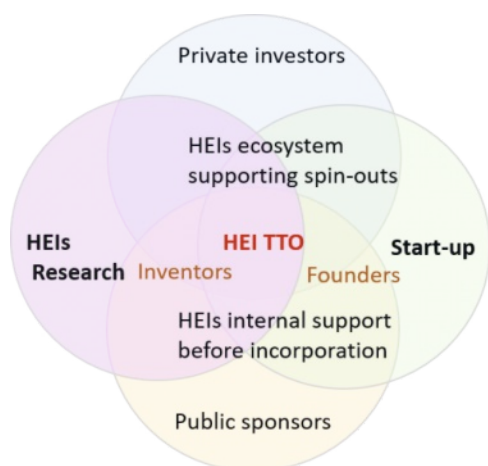 Private investors
HEIs ecosystem
supporting spin-outs
HEIs
Research
HEI TTO
Start-up
Inventors
Founders
HEIs internal support
before incorporation
Public sponsors